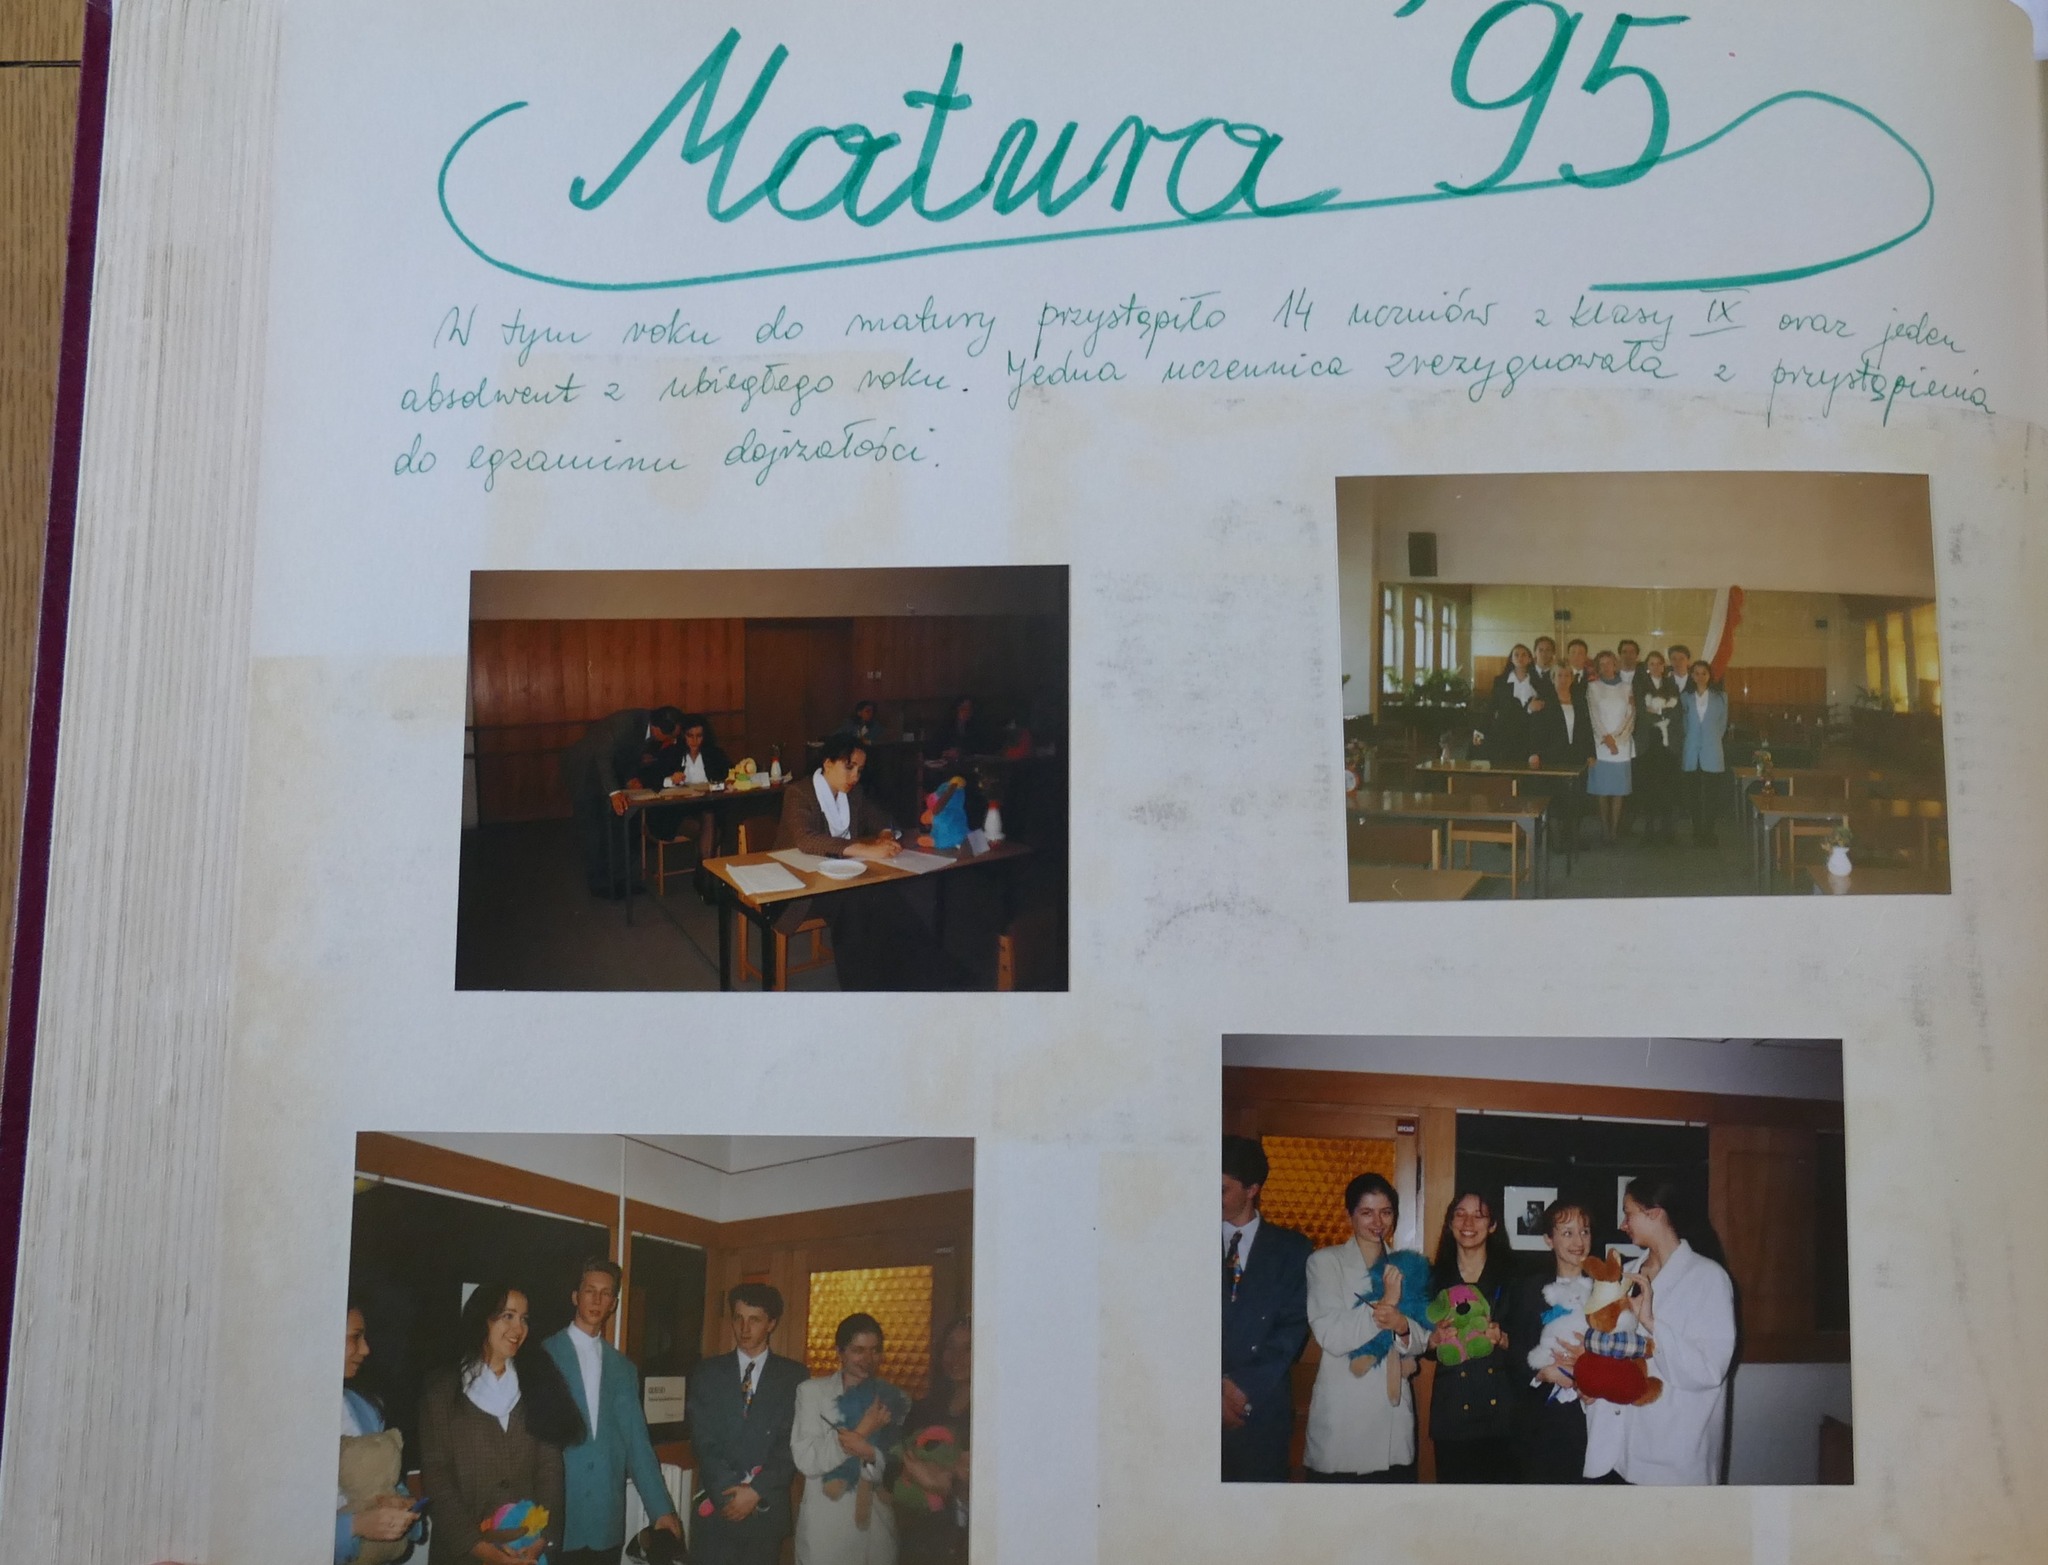 Matura '95
W tym roku do matury przystąpiło 14 uczniów z klasy IX oraz jeden
absolwent z ubiegłego roku. Jedna uczennica zrezygnowała z przystąpienia
do egzaminu dojrzałości.